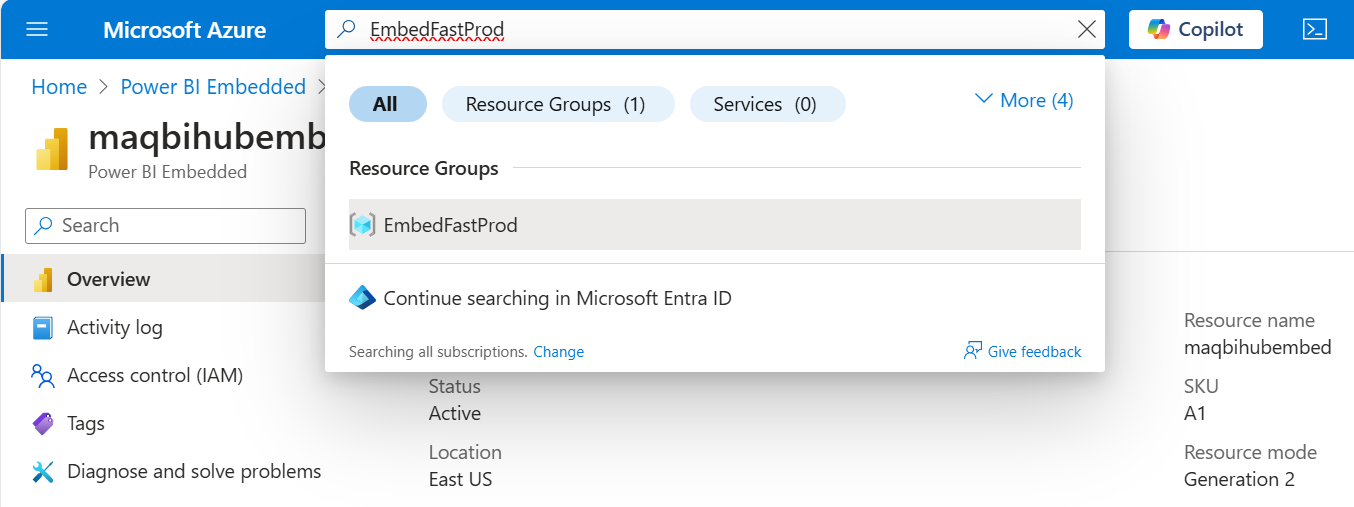 Microsoft Azure
EmbedFastProd
Copilot
Home > Power BI Embedded >
maqbihubemb
Power BI Embedded
Search
Overview
Activity log
Access control (IAM)
Tags
Diagnose and solve problems
All
Resource Groups (1)
Services (0)
More (4)
Resource Groups
EmbedFastProd
Continue searching in Microsoft Entra ID
Searching all subscriptions. Change
Give feedback
Status
Active
Location
East US
Resource name
maqbihubembed
SKU
A1
Resource mode
Generation 2